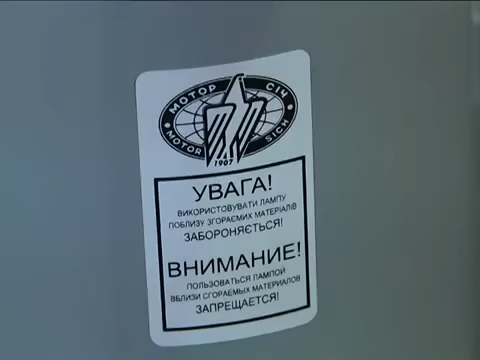 МОТОР СІЧ
MOTOR SICH
1907
УВАГА!
ВИКОРИСТОВУВАТИ ЛАМПУ
ПОБЛИЗУ ЗГОРАЄМИХ МАТЕРІАЛІВ
ЗАБОРОНЯЄТЬСЯ!
ВНИМАНИЕ!
ПОЛЬЗОВАТЬСЯ ЛАМПОЙ
ВБЛИЗИ СГОРАЕМЫХ МАТЕРИАЛОВ
ЗАПРЕЩАЕТСЯ!